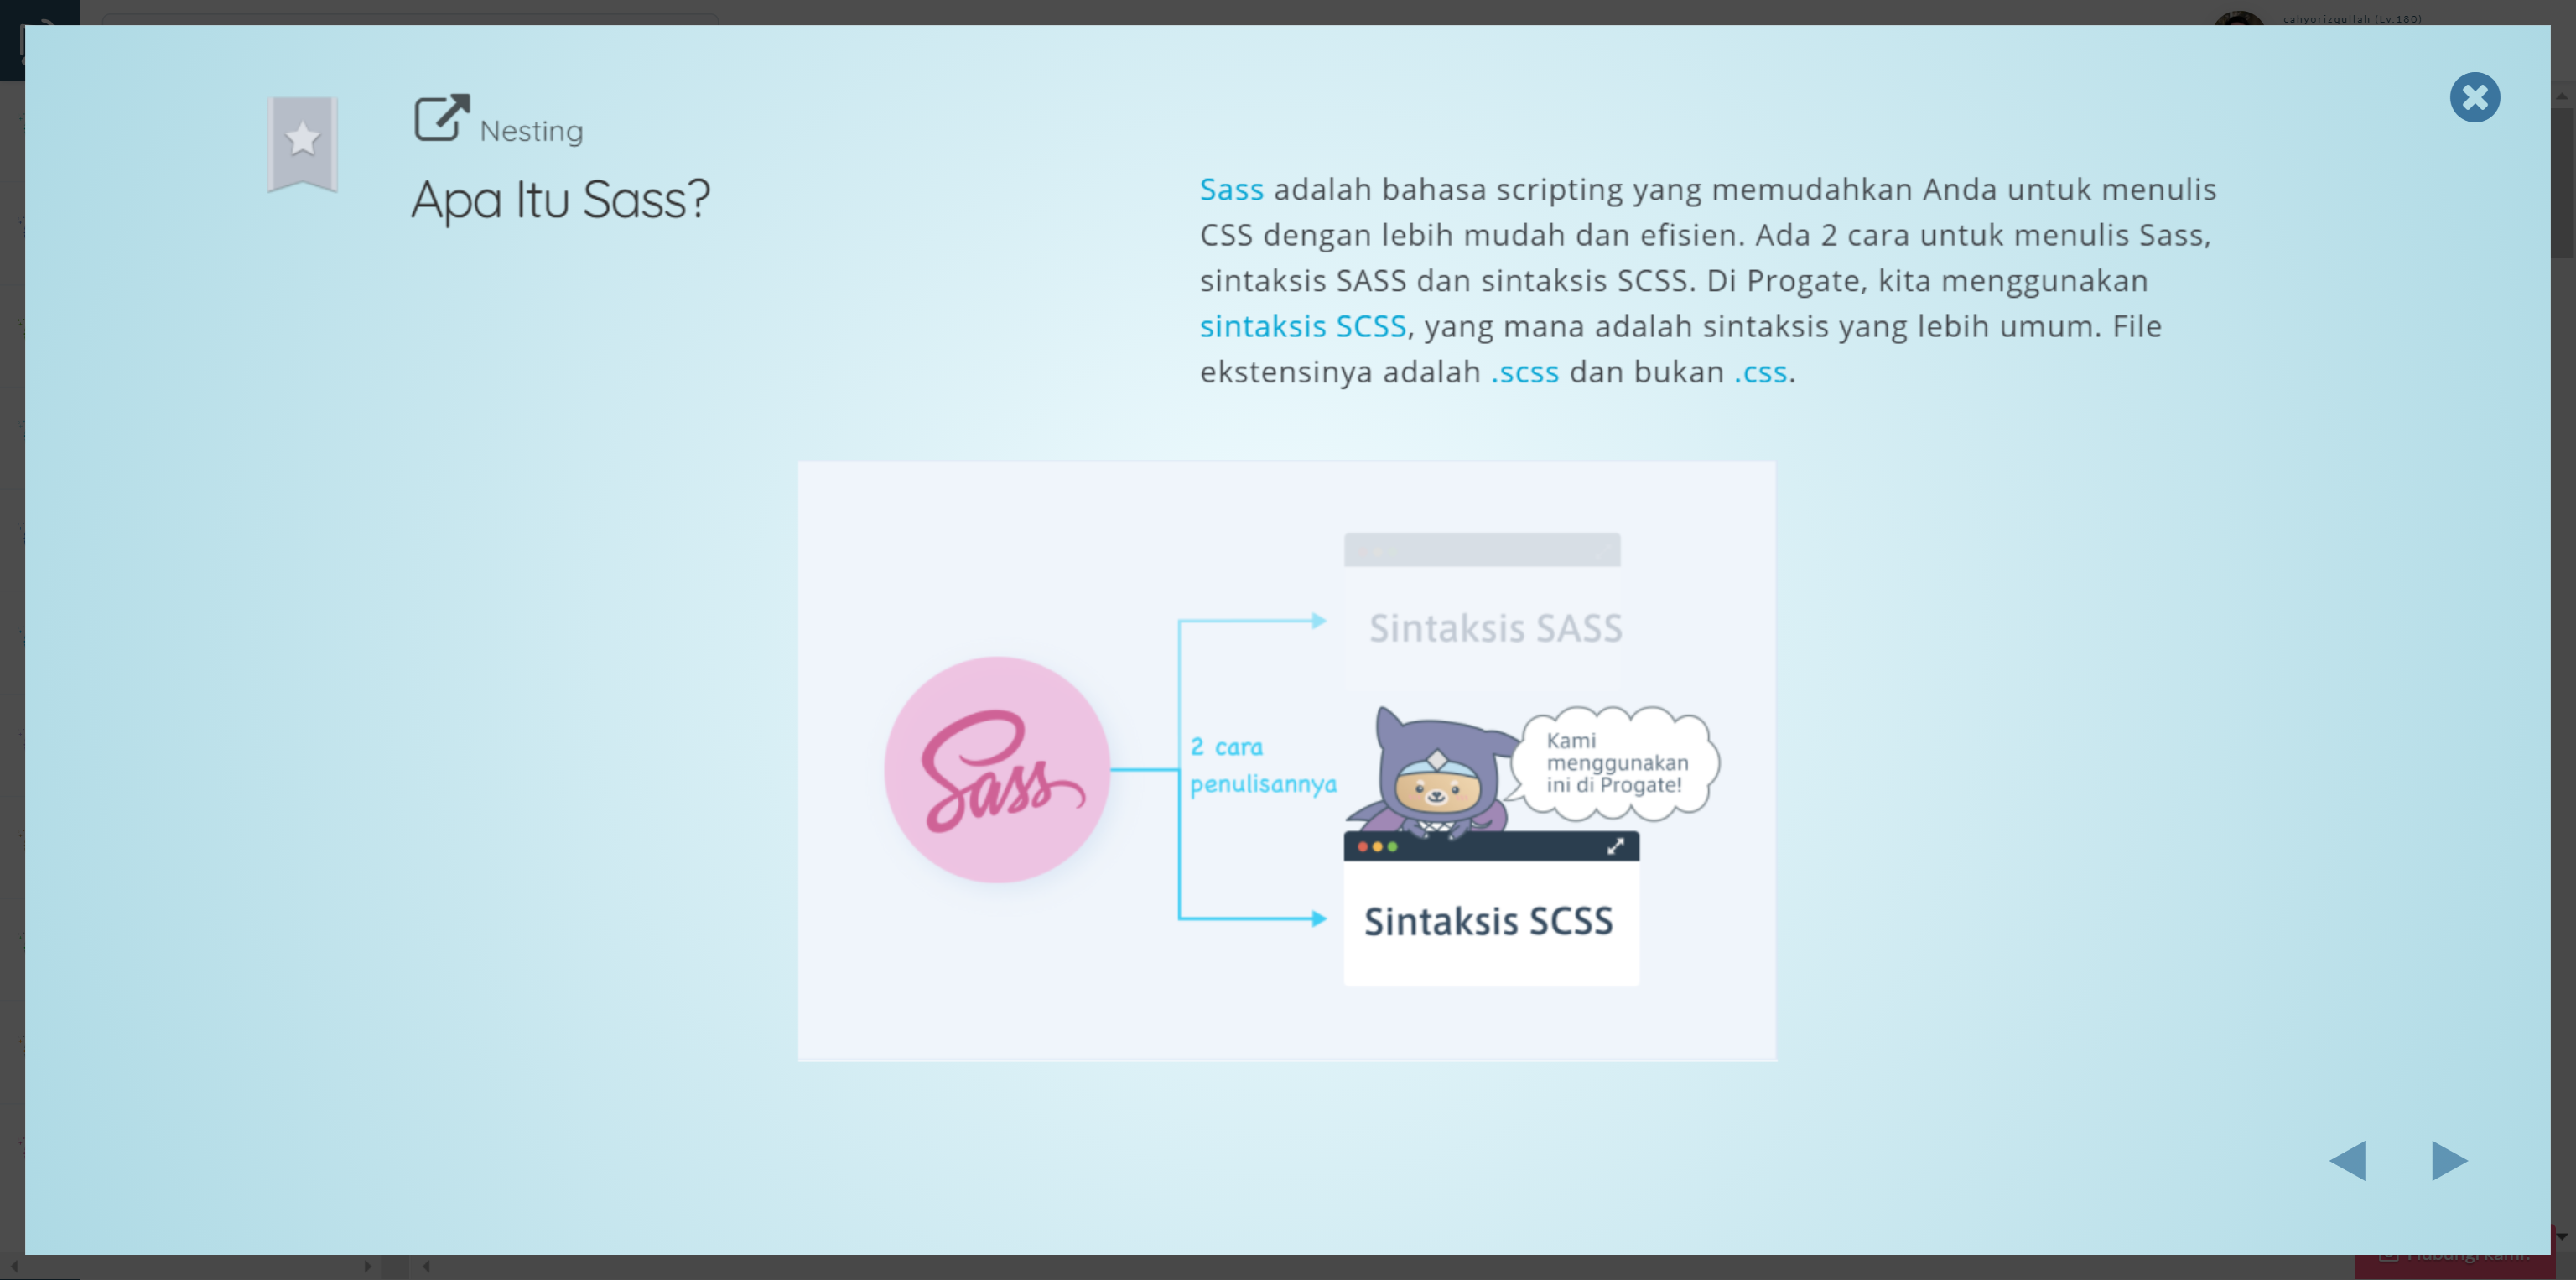 cahyorizqullah (Lv.180)
Nesting
Apa Itu Sass?
Sass adalah bahasa scripting yang memudahkan Anda untuk menulis
CSS dengan lebih mudah dan efisien. Ada 2 cara untuk menulis Sass,
sintaksis SASS dan sintaksis SCSS. Di Progate, kita menggunakan
sintaksis SCSS, yang mana adalah sintaksis yang lebih umum. File
ekstensinya adalah .scss dan bukan .css.
Sintaksis SASS
Sass
2 cara
penulisannya
Kami
menggunakan
ini di Progate!
Sintaksis SCSS
Hubungi kami.